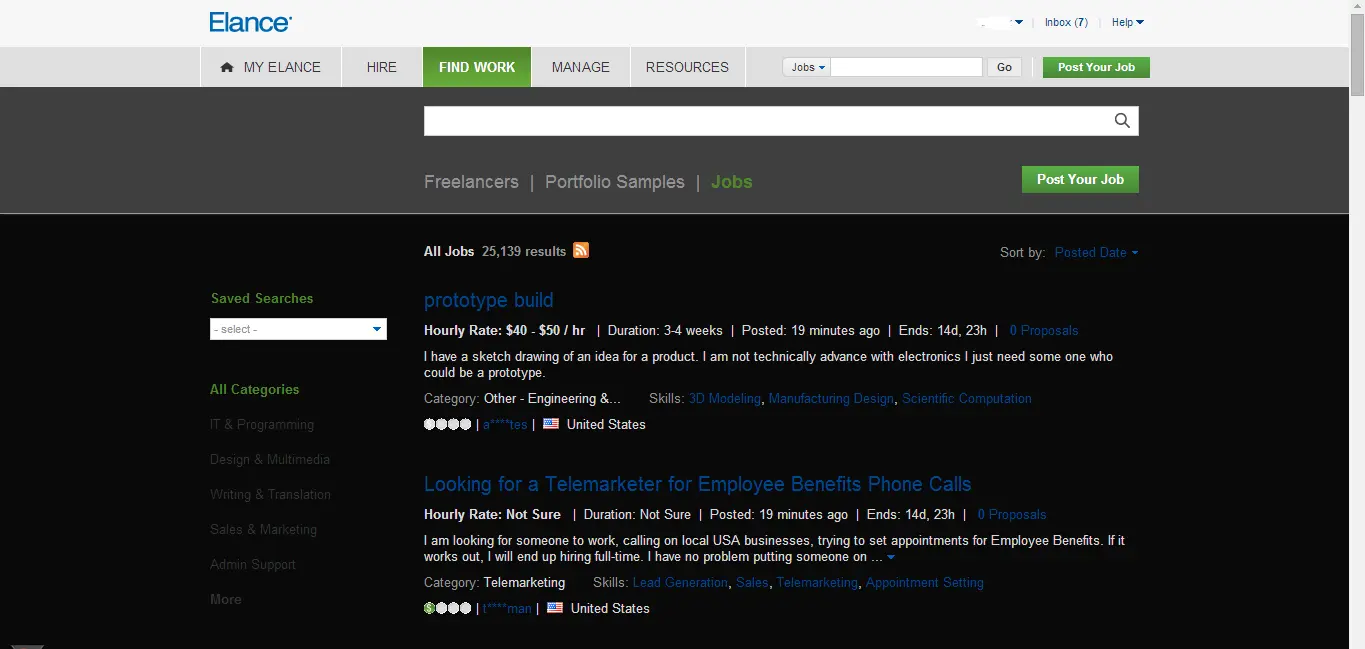 Elance
Inbox (7) | Help
MY ELANCE HIRE FIND WORK MANAGE RESOURCES Jobs Go Post Your Job
Freelancers | Portfolio Samples | Jobs Post Your Job
All Jobs 25,139 results Sort by: Posted Date
Saved Searches
- select -
All Categories
IT & Programming
Design & Multimedia
Writing & Translation
Sales & Marketing
Admin Support
More
prototype build
Hourly Rate: $40 - $50 / hr | Duration: 3-4 weeks | Posted: 19 minutes ago | Ends: 14d, 23h | 0 Proposals
I have a sketch drawing of an idea for a product. I am not technically advance with electronics I just need some one who
could be a prototype.
Category: Other - Engineering &... Skills: 3D Modeling, Manufacturing Design, Scientific Computation
| a****tes | United States
Looking for a Telemarketer for Employee Benefits Phone Calls
Hourly Rate: Not Sure | Duration: Not Sure | Posted: 19 minutes ago | Ends: 14d, 23h | 0 Proposals
I am looking for someone to work, calling on local USA businesses, trying to set appointments for Employee Benefits. If it
works out, I will end up hiring full-time. I have no problem putting someone on ...
Category: Telemarketing Skills: Lead Generation, Sales, Telemarketing, Appointment Setting
$ | t****man | United States